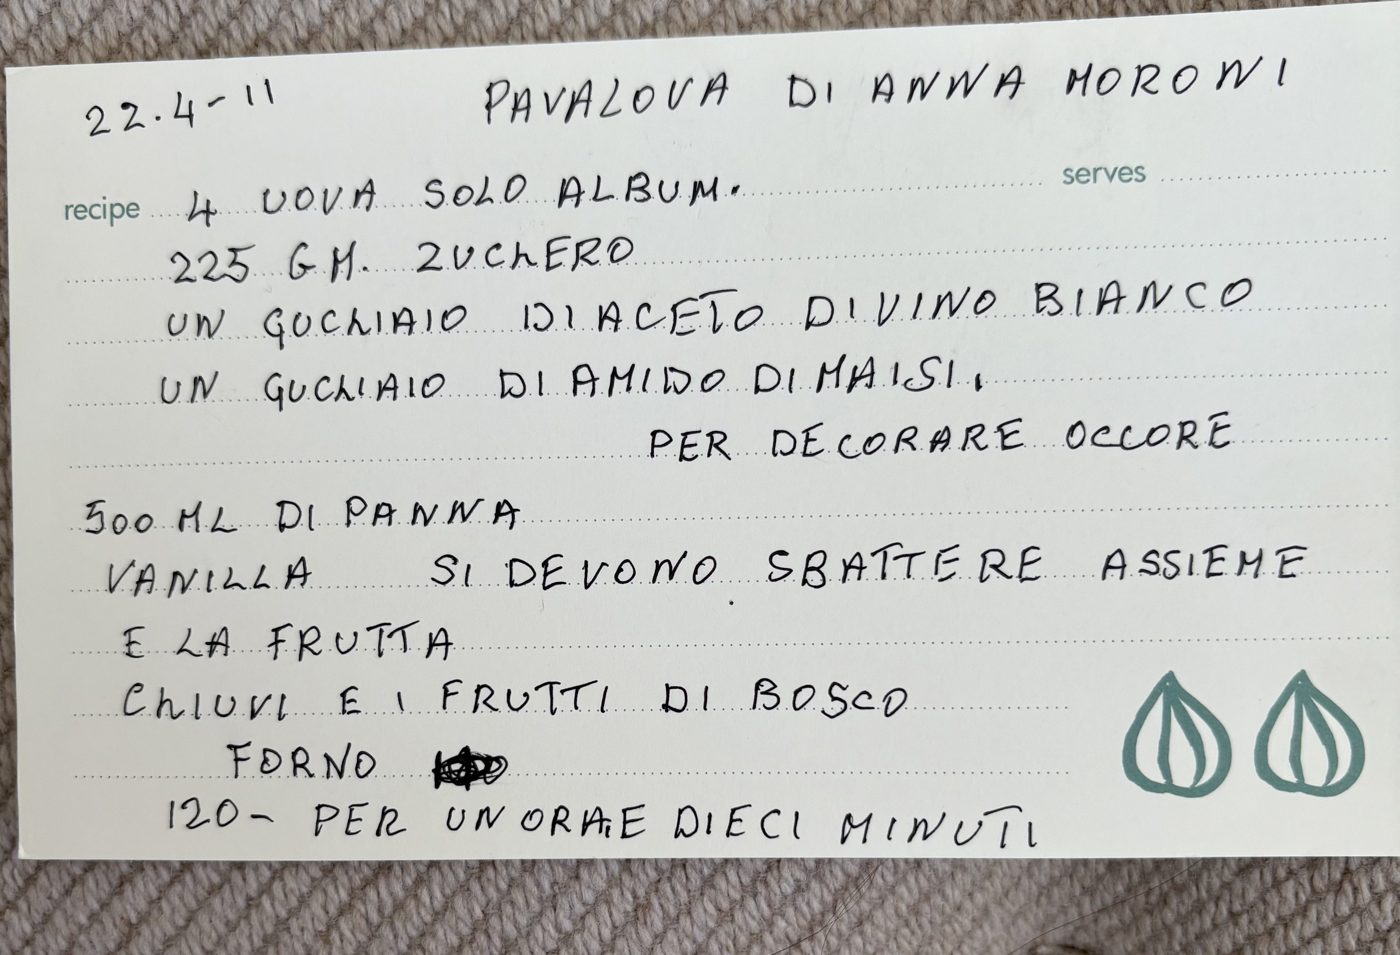 22.4-11 PAVALOVA DI ANNA MORONI
serves
recipe 4 UOVA SOLO ALBUM.
225 GM. ZUCHERO
UN GUCHIAIO DI ACETO DI VINO BIANCO
UN GUCHIAIO DI AMIDO DI MAISI.
PER DECORARE OCCORE
500 ML DI PANNA
VANILLA SI DEVONO SBATTERE ASSIEME
E LA FRUTTA
CHIUVI E I FRUTTI DI BOSCO
FORNO
120- PER UN ORA E DIECI MINUTI